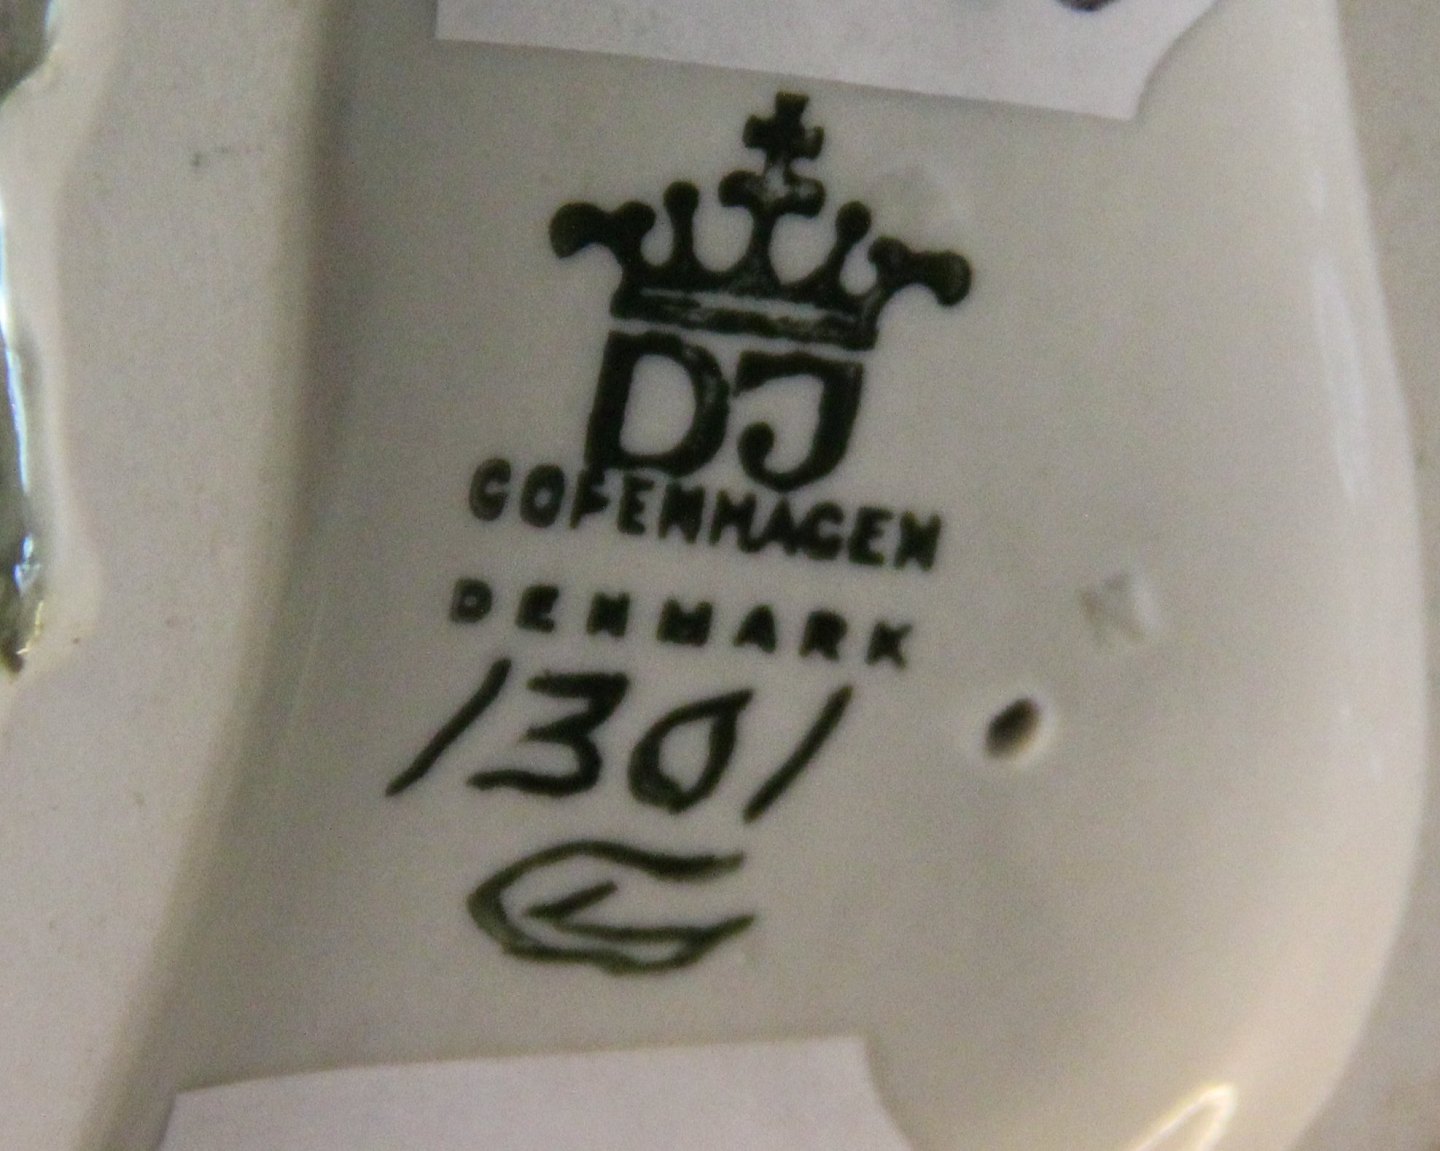 DJ
COPENHAGEN
DENMARK
1301